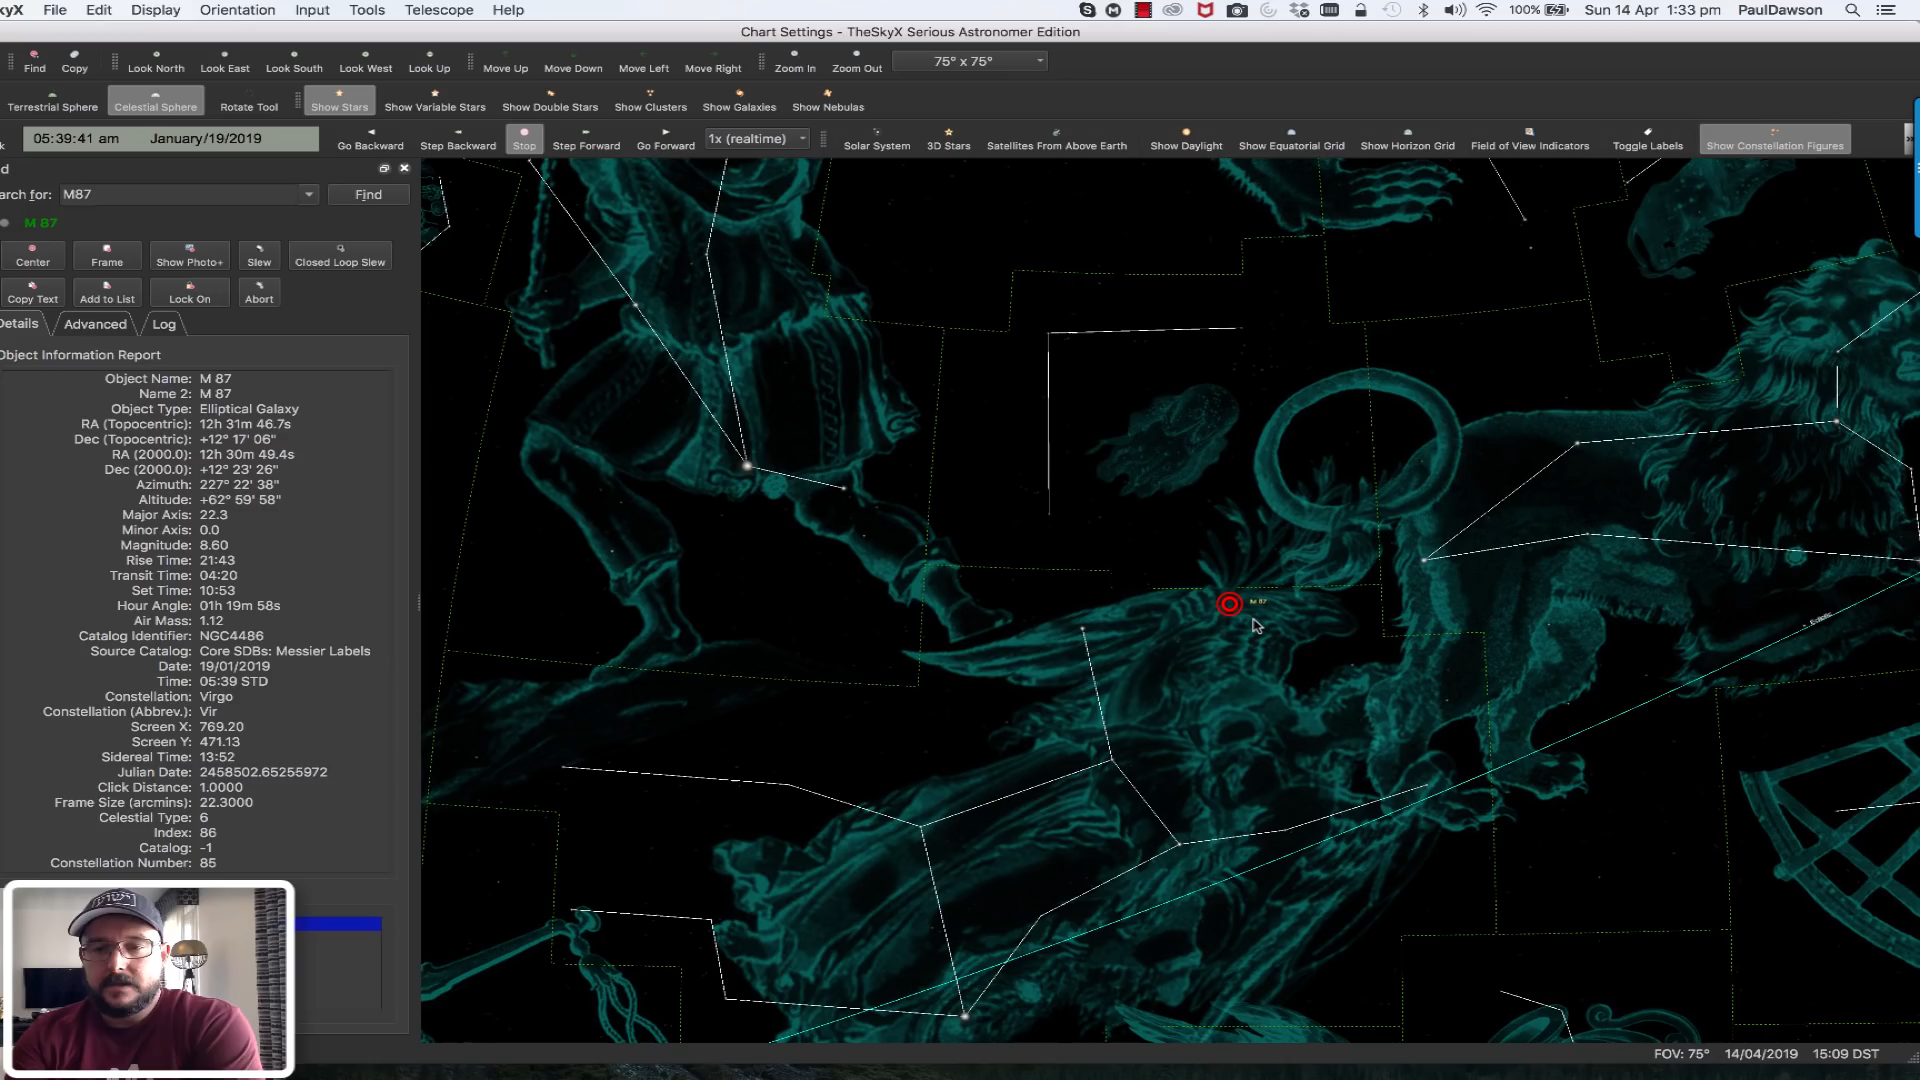 kyX File Edit Display Orientation Input Tools Telescope Help 100% Sun 14 Apr 1:33 pm PaulDawson
Chart Settings - TheSkyX Serious Astronomer Edition
Find Copy Look North Look East Look South Look West Look Up Move Up Move Down Move Left Move Right Zoom In Zoom Out 75° x 75°
Terrestrial Sphere Celestial Sphere Rotate Tool Show Stars Show Variable Stars Show Double Stars Show Clusters Show Galaxies Show Nebulas
k 05:39:41 am January/19/2019 Go Backward Step Backward Stop Step Forward Go Forward 1x (realtime) Solar System 3D Stars Satellites From Above Earth Show Daylight Show Equatorial Grid Show Horizon Grid Field of View Indicators Toggle Labels Show Constellation Figures
d
arch for: M87 Find
M 87
Center Frame Show Photo+ Slew Closed Loop Slew
Copy Text Add to List Lock On Abort
Details Advanced Log
Object Information Report
Object Name: M 87
Name 2: M 87
Object Type: Elliptical Galaxy
RA (Topocentric): 12h 31m 46.7s
Dec (Topocentric): +12° 17' 06"
RA (2000.0): 12h 30m 49.4s
Dec (2000.0): +12° 23' 26"
Azimuth: 227° 22' 38"
Altitude: +62° 59' 58"
Major Axis: 22.3
Minor Axis: 0.0
Magnitude: 8.60
Rise Time: 21:43
Transit Time: 04:20
Set Time: 10:53
Hour Angle: 01h 19m 58s
Air Mass: 1.12
Catalog Identifier: NGC4486
Source Catalog: Core SDBs: Messier Labels
Date: 19/01/2019
Time: 05:39 STD
Constellation: Virgo
Constellation (Abbrev.): Vir
Screen X: 769.20
Screen Y: 471.13
Sidereal Time: 13:52
Julian Date: 2458502.65255972
Click Distance: 1.0000
Frame Size (arcmins): 22.3000
Celestial Type: 6
Index: 86
Catalog: -1
Constellation Number: 85
M 87
Ecliptic
FOV: 75° 14/04/2019 15:09 DST